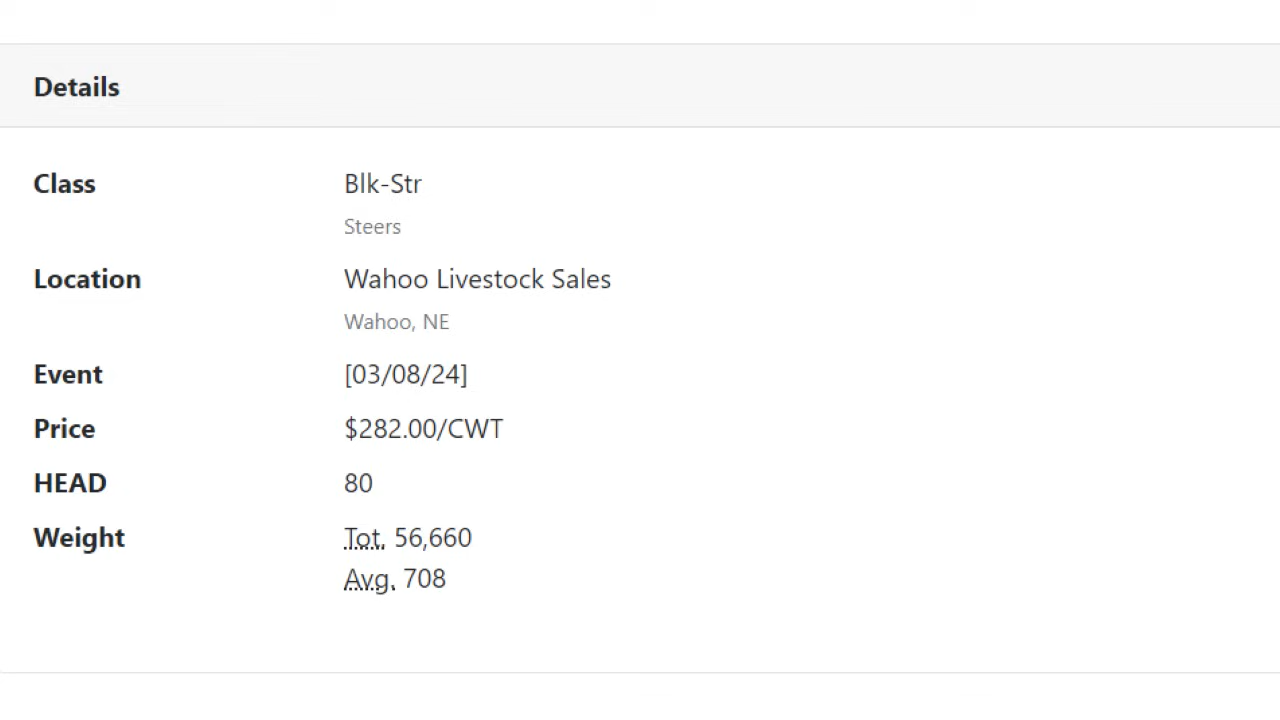 Details
Class Blk-Str
Steers
Location Wahoo Livestock Sales
Wahoo, NE
Event [03/08/24]
Price $282.00/CWT
HEAD 80
Weight Tot. 56,660
Avg. 708